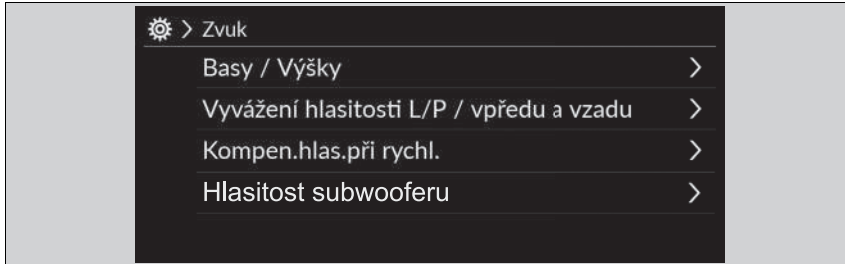 > Zvuk
Basy / Výšky >
Vyvážení hlasitosti L/P / vpředu a vzadu >
Kompen.hlas.při rychl. >
Hlasitost subwooferu >